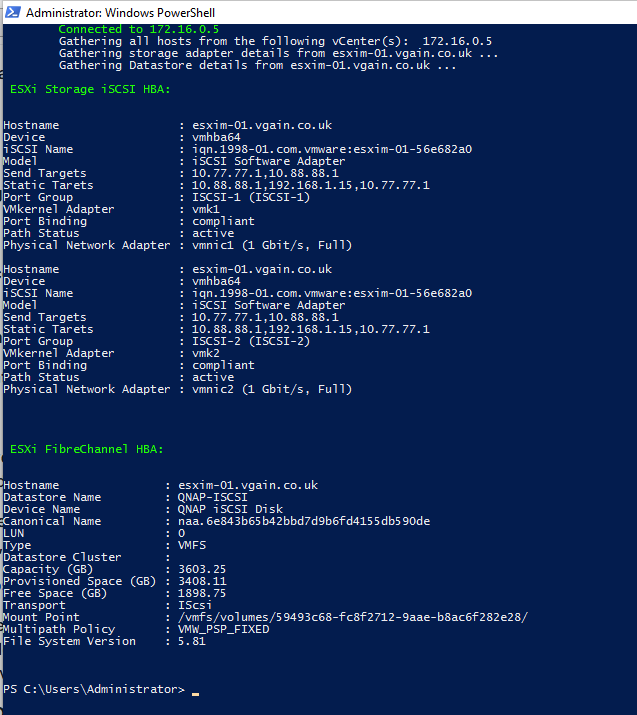 Administrator: Windows PowerShell
Connected to 172.16.0.5
Gathering all hosts from the following vCenter(s):  172.16.0.5
Gathering storage adapter details from esxim-01.vgain.co.uk ...
Gathering Datastore details from esxim-01.vgain.co.uk ...
ESXi Storage iSCSI HBA:
Hostname                 : esxim-01.vgain.co.uk
Device                   : vmhba64
iSCSI Name               : iqn.1998-01.com.vmware:esxim-01-56e682a0
Model                    : iSCSI Software Adapter
Send Targets             : 10.77.77.1,10.88.88.1
Static Tarets            : 10.88.88.1,192.168.1.15,10.77.77.1
Port Group               : ISCSI-1 (ISCSI-1)
VMkernel Adapter         : vmk1
Port Binding             : compliant
Path Status              : active
Physical Network Adapter : vmnic1 (1 Gbit/s, Full)
Hostname                 : esxim-01.vgain.co.uk
Device                   : vmhba64
iSCSI Name               : iqn.1998-01.com.vmware:esxim-01-56e682a0
Model                    : iSCSI Software Adapter
Send Targets             : 10.77.77.1,10.88.88.1
Static Tarets            : 10.88.88.1,192.168.1.15,10.77.77.1
Port Group               : ISCSI-2 (ISCSI-2)
VMkernel Adapter         : vmk2
Port Binding             : compliant
Path Status              : active
Physical Network Adapter : vmnic2 (1 Gbit/s, Full)
ESXi FibreChannel HBA:
Hostname               : esxim-01.vgain.co.uk
Datastore Name         : QNAP-ISCSI
Device Name            : QNAP iSCSI Disk
Canonical Name         : naa.6e843b65b42bbd7d9b6fd4155db590de
LUN                    : 0
Type                   : VMFS
Datastore Cluster      :
Capacity (GB)          : 3603.25
Provisioned Space (GB) : 3408.11
Free Space (GB)        : 1898.75
Transport              : IScsi
Mount Point            : /vmfs/volumes/59493c68-fc8f2712-9aae-b8ac6f282e28/
Multipath Policy       : VMW_PSP_FIXED
File System Version    : 5.81
PS C:\Users\Administrator> _